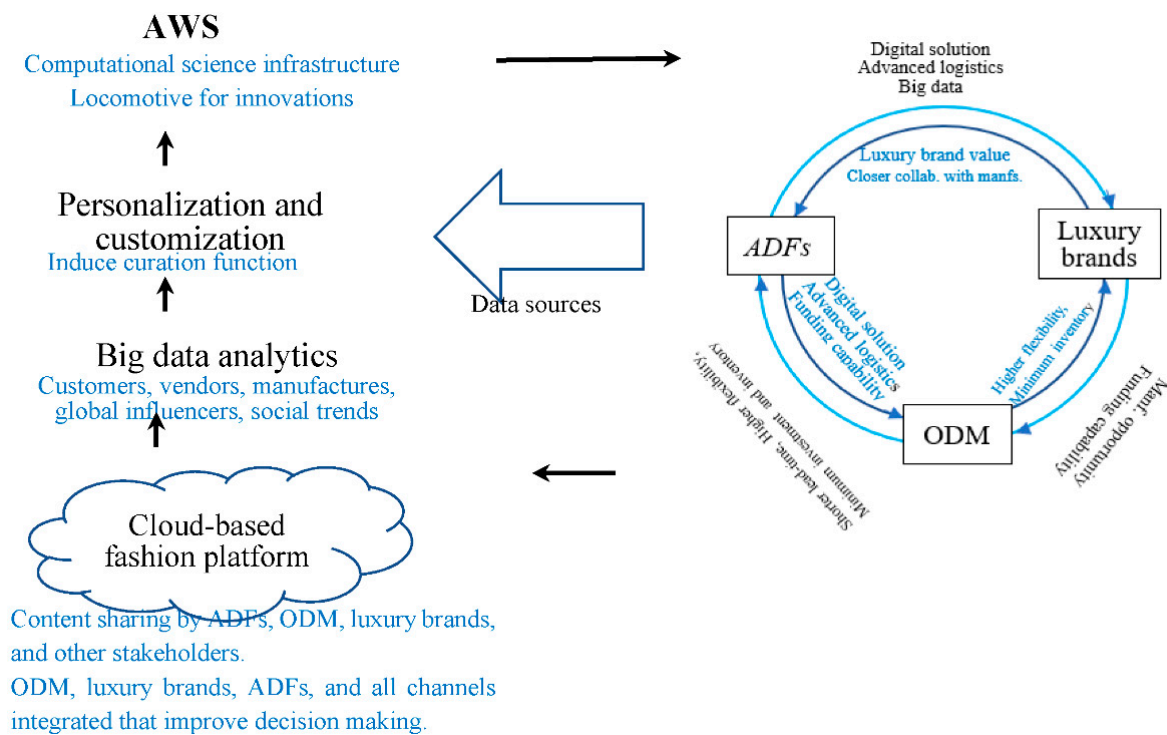 AWS
Computational science infrastructure
Locomotive for innovations
Personalization and
customization
Induce curation function
Big data analytics
Customers, vendors, manufactures,
global influencers, social trends
Cloud-based
fashion platform
Content sharing by ADFs, ODM, luxury brands,
and other stakeholders.
ODM, luxury brands, ADFs, and all channels
integrated that improve decision making.
Data sources
Digital solution
Advanced logistics
Big data
Luxury brand value
Closer collab. with manfs.
ADFs
Luxury
brands
Digital solution
Advanced logistics
Funding capability
Higher flexibility,
Minimum inventory
ODM
Shorter lead-time, Higher flexibility,
Minimum investment and inventory
Manf. opportunity
Funding capability